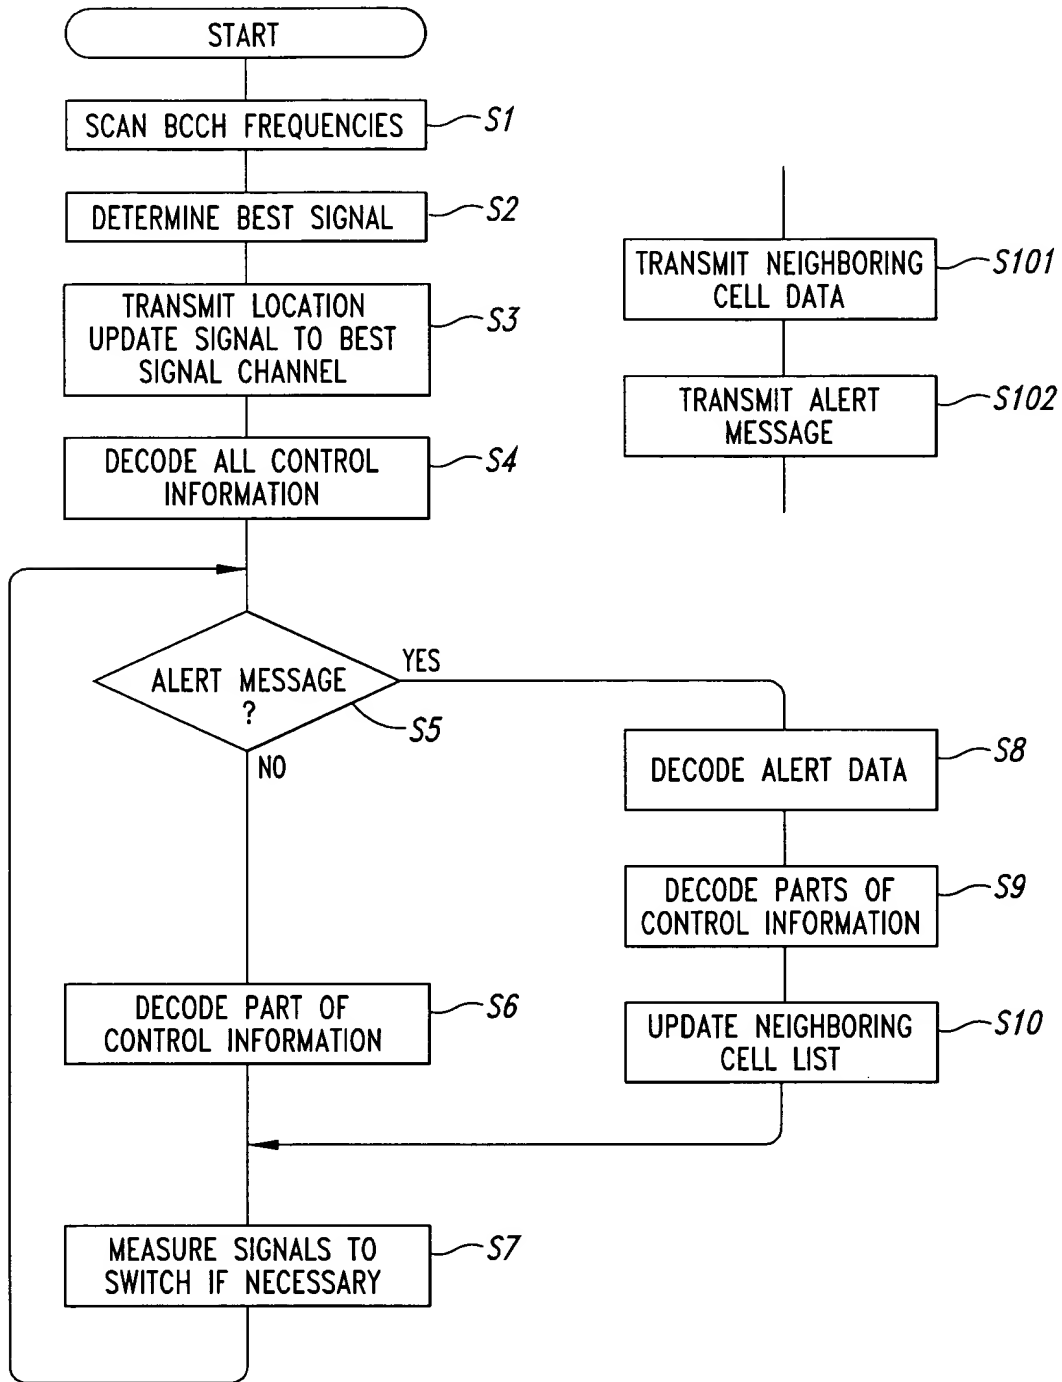 START
SCAN BCCH FREQUENCIES
S1
DETERMINE BEST SIGNAL
S2
TRANSMIT LOCATION
UPDATE SIGNAL TO BEST
SIGNAL CHANNEL
S3
DECODE ALL CONTROL
INFORMATION
S4
TRANSMIT NEIGHBORING
CELL DATA
S101
TRANSMIT ALERT
MESSAGE
S102
ALERT MESSAGE
?
S5
YES
NO
DECODE PART OF
CONTROL INFORMATION
S6
DECODE ALERT DATA
S8
DECODE PARTS OF
CONTROL INFORMATION
S9
UPDATE NEIGHBORING
CELL LIST
S10
MEASURE SIGNALS TO
SWITCH IF NECESSARY
S7